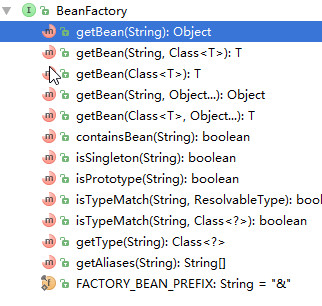 BeanFactory
getBean(String): Object
getBean(String, Class<T>): T
getBean(Class<T>): T
getBean(String, Object...): Object
getBean(Class<T>, Object...): T
containsBean(String): boolean
isSingleton(String): boolean
isPrototype(String): boolean
isTypeMatch(String, ResolvableType): boolean
isTypeMatch(String, Class<?>): boolean
getType(String): Class<?>
getAliases(String): String[]
FACTORY_BEAN_PREFIX: String = "&"